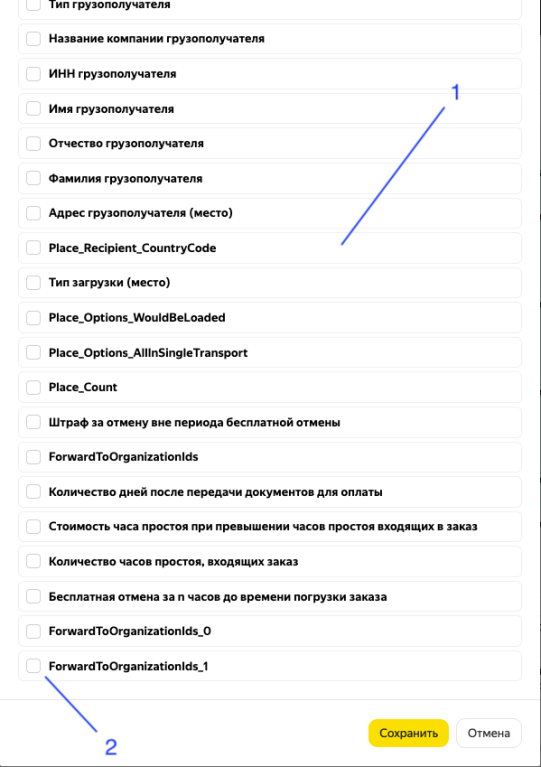 Тип грузополучателя
Название компании грузополучателя
ИНН грузополучателя
1
Имя грузополучателя
Отчество грузополучателя
Фамилия грузополучателя
Адрес грузополучателя (место)
Place_Recipient_CountryCode
Тип загрузки (место)
Place_Options_WouldBeLoaded
Place_Options_AllInSingleTransport
Place_Count
Штраф за отмену вне периода бесплатной отмены
ForwardToOrganizationIds
Количество дней после передачи документов для оплаты
Стоимость часа простоя при превышении часов простоя входящих в заказ
Количество часов простоя, входящих заказ
Бесплатная отмена за n часов до времени погрузки заказа
ForwardToOrganizationIds_0
ForwardToOrganizationIds_1
2
Сохранить Отмена